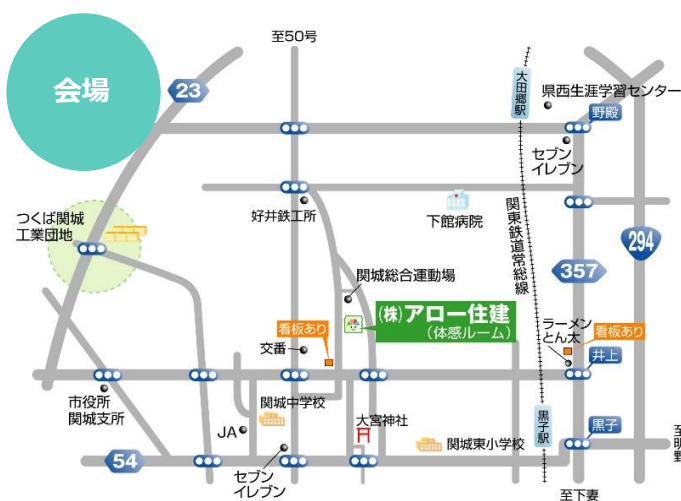 会場
至50号
23
大田郷駅
県西生涯学習センター
野殿
セブン
イレブン
つくば関城
工業団地
好井鉄工所
下館病院
関東鉄道常総線
294
関城総合運動場
357
(株)アロー住建
(体感ルーム)
ラーメン
とん太
看板あり
看板あり
交番
井上
市役所
関城支所
関城中学校
大宮神社
黒子駅
黒子
JA
関城東小学校
至明野
54
セブン
イレブン
至下妻